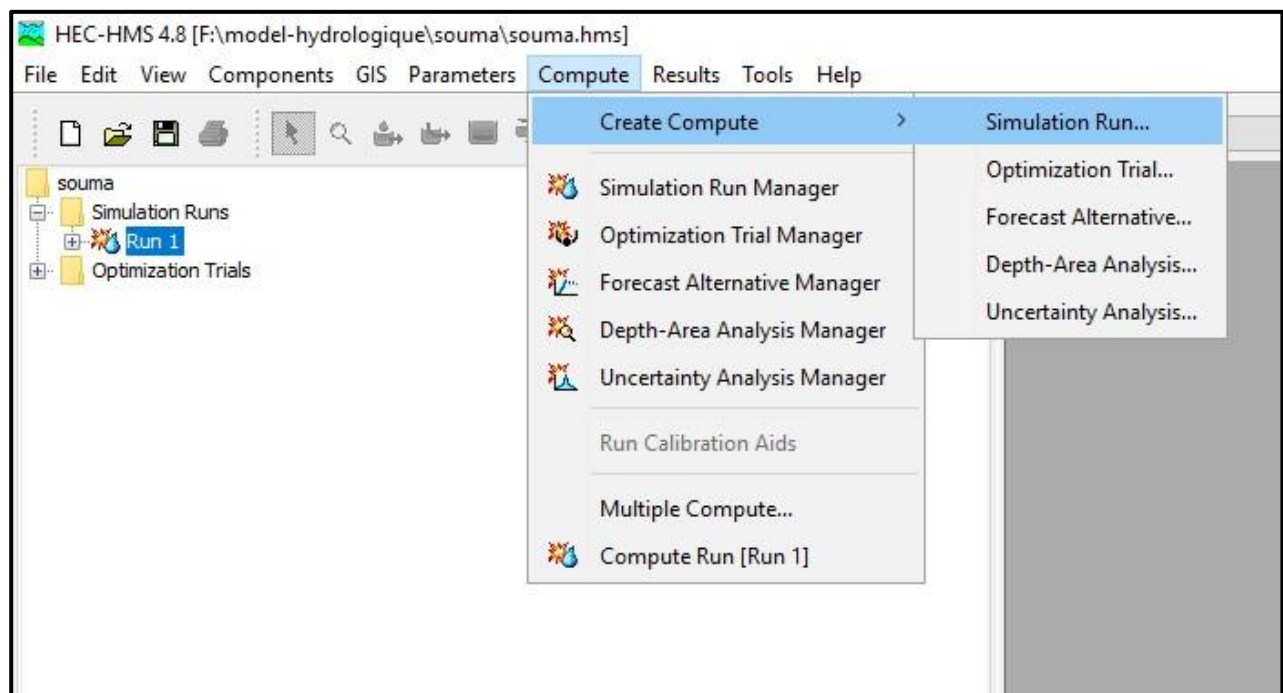 HEC-HMS 4.8 [F:\model-hydrologique\souma\souma.hms]
File Edit View Components GIS Parameters Compute Results Tools Help
Create Compute
Simulation Run Manager
Optimization Trial Manager
Forecast Alternative Manager
Depth-Area Analysis Manager
Uncertainty Analysis Manager
Run Calibration Aids
Multiple Compute...
Compute Run [Run 1]
Simulation Run...
Optimization Trial...
Forecast Alternative...
Depth-Area Analysis...
Uncertainty Analysis...
souma
Simulation Runs
Run 1
Optimization Trials